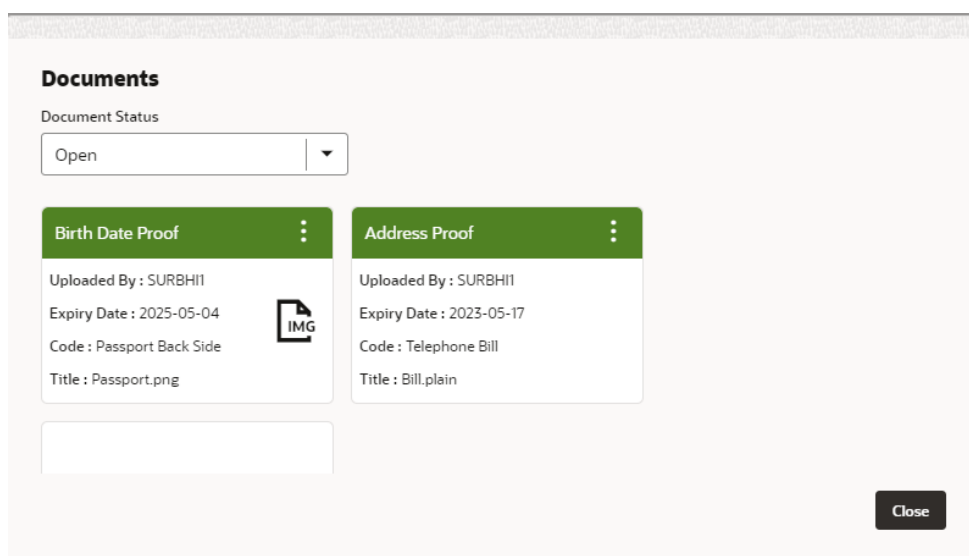 Documents
Document Status
Open
Birth Date Proof
Uploaded By : SURBHI1
Expiry Date : 2025-05-04
Code : Passport Back Side
Title : Passport.png
IMG
Address Proof
Uploaded By : SURBHI1
Expiry Date : 2023-05-17
Code : Telephone Bill
Title : Bill.plain
Close